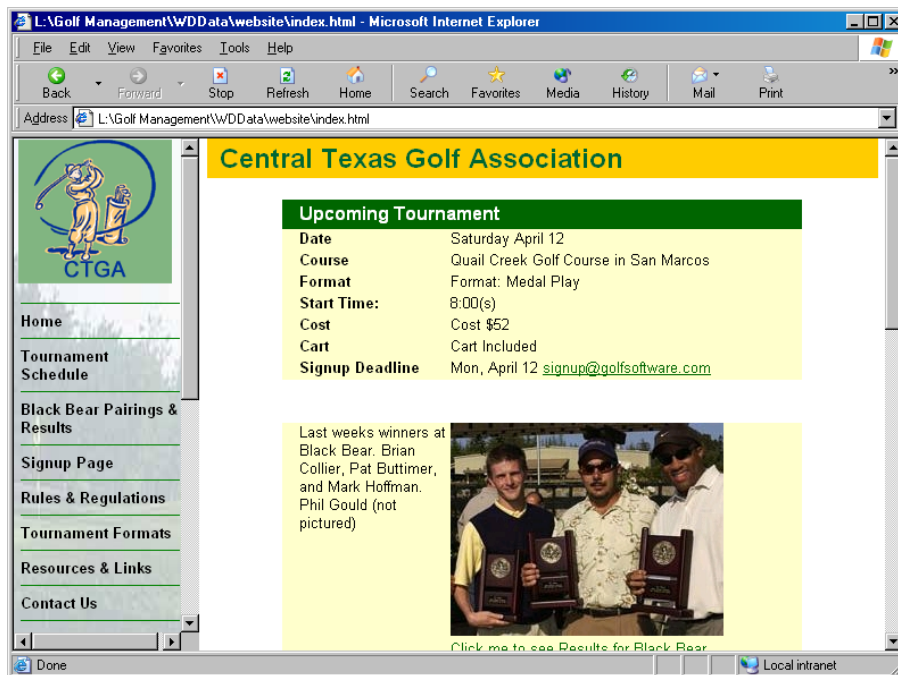 L:\Golf Management\WDData\website\index.html - Microsoft Internet Explorer
File Edit View Favorites Tools Help
Back Forward Stop Refresh Home Search Favorites Media History Mail Print
Address L:\Golf Management\WDData\website\index.html
CTGA
Home
Tournament
Schedule
Black Bear Pairings &
Results
Signup Page
Rules & Regulations
Tournament Formats
Resources & Links
Contact Us
Central Texas Golf Association
Upcoming Tournament
Date Saturday April 12
Course Quail Creek Golf Course in San Marcos
Format Format: Medal Play
Start Time: 8:00(s)
Cost Cost $52
Cart Cart Included
Signup Deadline Mon, April 12 signup@golfsoftware.com
Last weeks winners at
Black Bear. Brian
Collier, Pat Buttimer,
and Mark Hoffman.
Phil Gould (not
pictured)
Click me to see Results for Black Bear
Done Local intranet